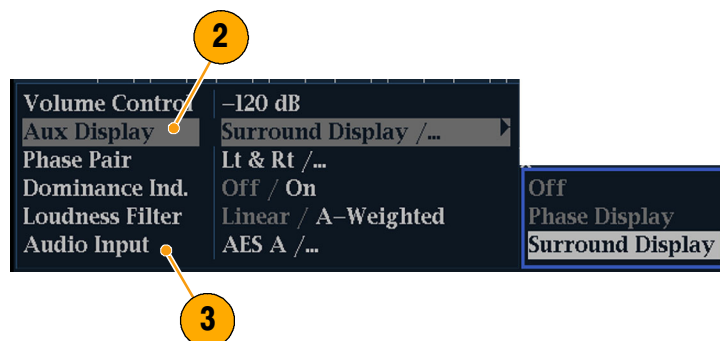 2
Volume Control −120 dB
Aux Display Surround Display /...
Phase Pair Lt & Rt /...
Dominance Ind. Off / On
Loudness Filter Linear / A−Weighted
Audio Input AES A /...
Off
Phase Display
Surround Display
3